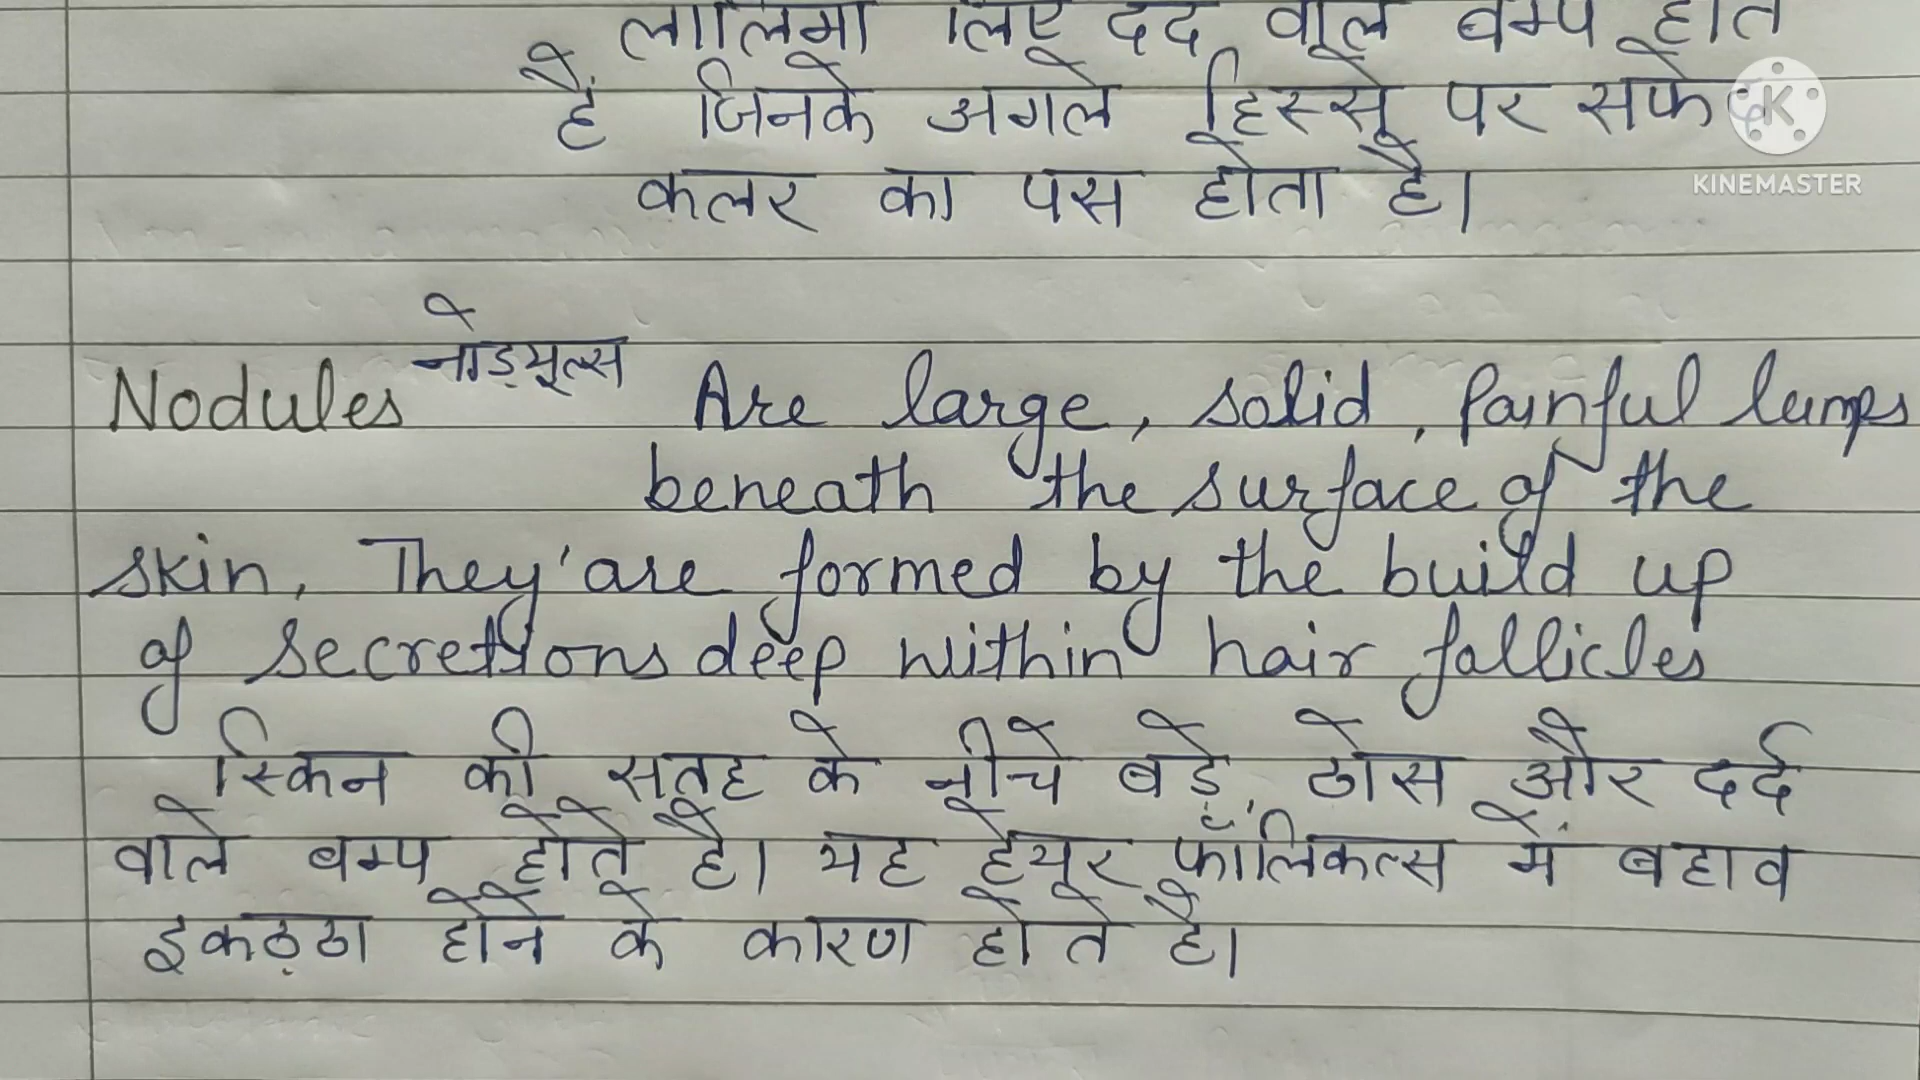 लालिमा लिए दर्द वाले बम्प होते
हैं जिनके अगले हिस्से पर सफेद
कलर का पस होता है।
KINEMASTER
नोड्यूल्स
Nodules Are large, solid, Painful lumps
beneath the surface of the
skin, They are formed by the build up
of secretions deep within hair follicles
स्किन की सतह के नीचे बड़े, ठोस और दर्द
वाले बम्प होते है। यह हेयर फॉलिकल्स में बहाव
इकठ्ठा होने के कारण होते है।